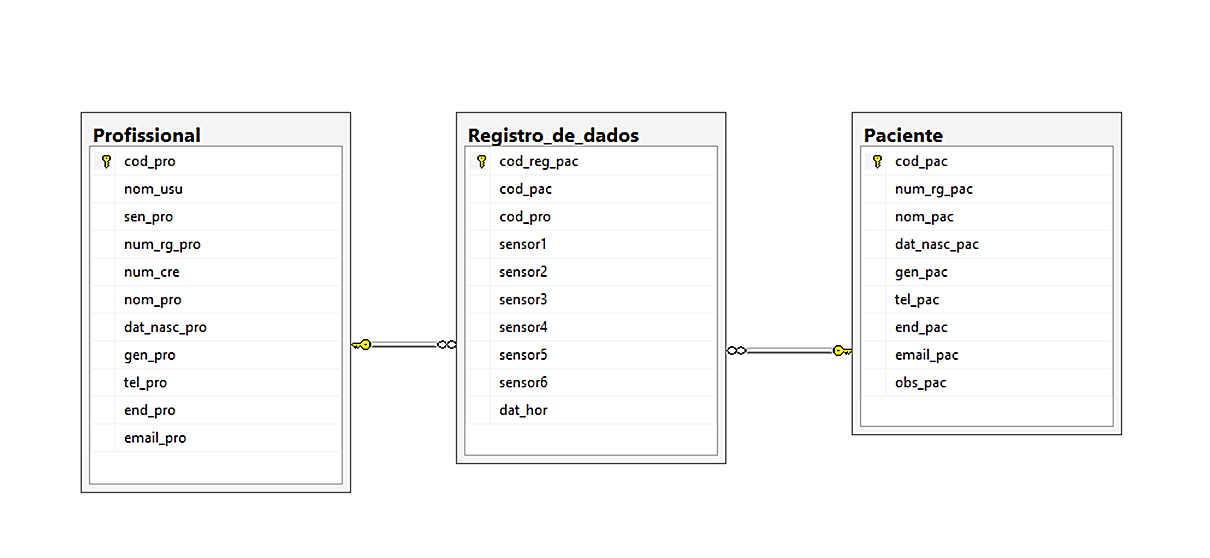 Profissional
cod_pro
nom_usu
sen_pro
num_rg_pro
num_cre
nom_pro
dat_nasc_pro
gen_pro
tel_pro
end_pro
email_pro
Registro_de_dados
cod_reg_pac
cod_pac
cod_pro
sensor1
sensor2
sensor3
sensor4
sensor5
sensor6
dat_hor
Paciente
cod_pac
num_rg_pac
nom_pac
dat_nasc_pac
gen_pac
tel_pac
end_pac
email_pac
obs_pac